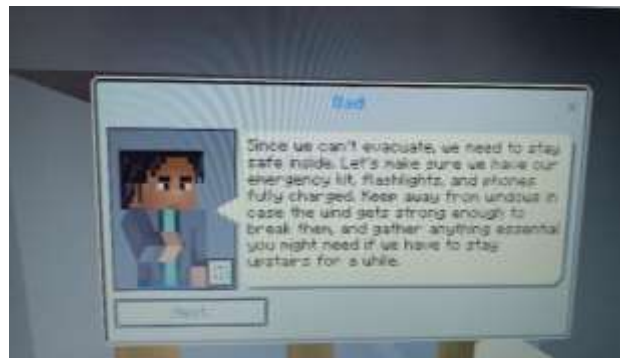 Dad
Since we can't evacuate, we need to stay
safe inside. Let's make sure we have our
emergency kit, flashlights, and phones
fully charged. Keep away from windows in
case the wind gets strong enough to
break them, and gather anything essential
you might need if we have to stay
upstairs for a while.
Next